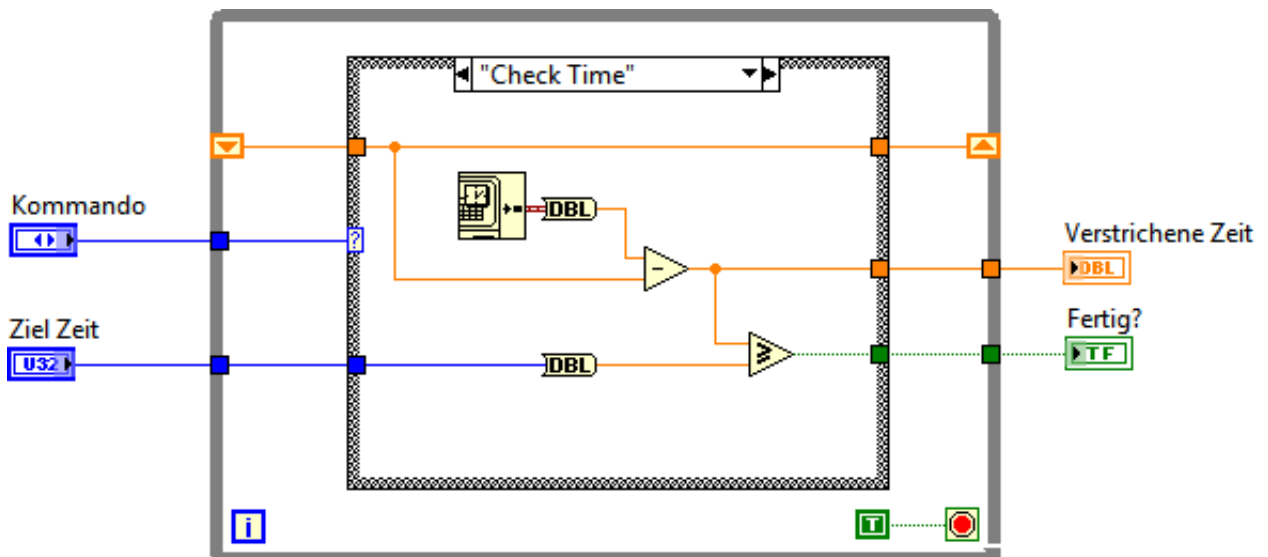 "Check Time"
Kommando
?
DBL
Verstrichene Zeit
DBL
Ziel Zeit
U32
DBL
Fertig?
TF
i
T